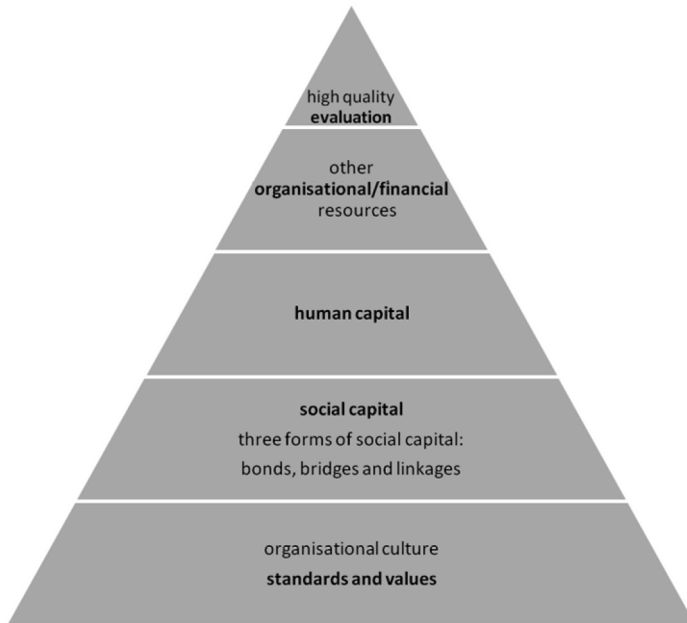 high quality
evaluation
other
organisational/financial
resources
human capital
social capital
three forms of social capital:
bonds, bridges and linkages
organisational culture
standards and values